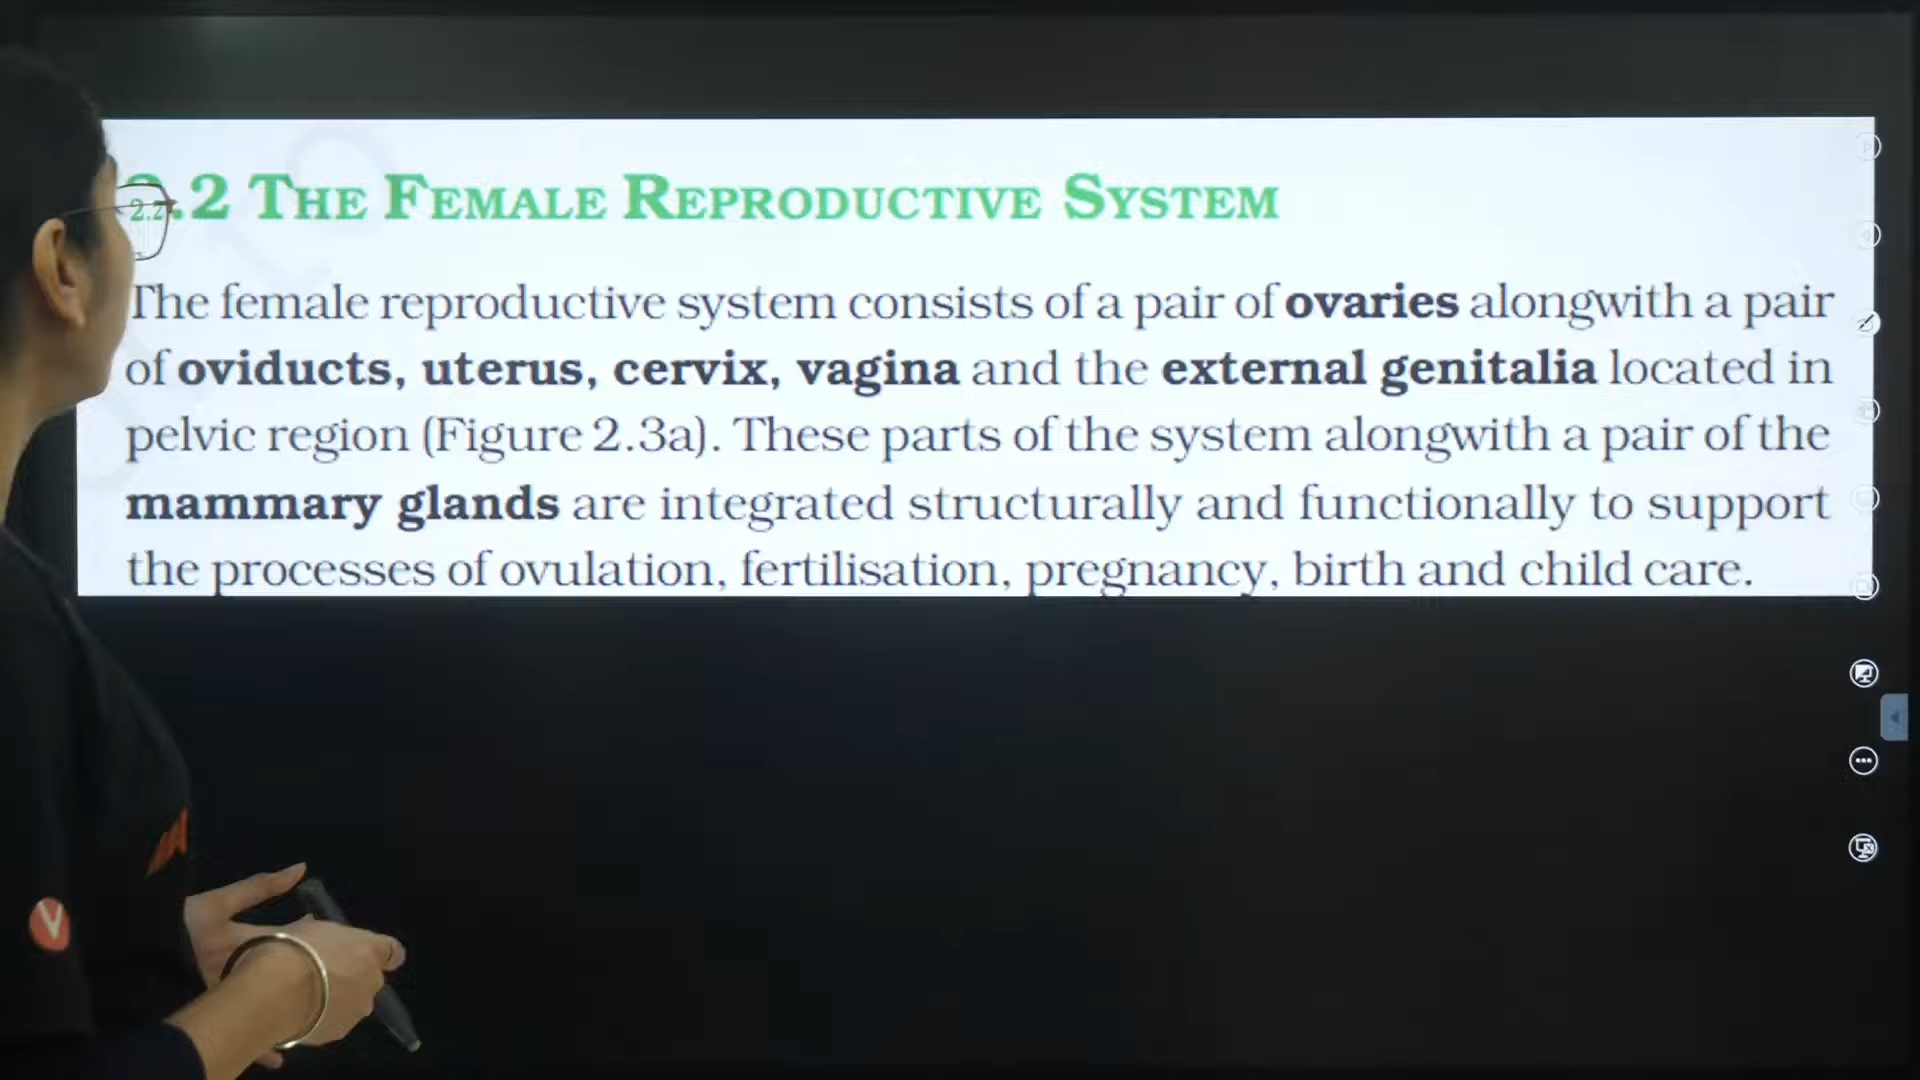 2.2 THE FEMALE REPRODUCTIVE SYSTEM
The female reproductive system consists of a pair of ovaries alongwith a pair
of oviducts, uterus, cervix, vagina and the external genitalia located in
pelvic region (Figure 2.3a). These parts of the system alongwith a pair of the
mammary glands are integrated structurally and functionally to support
the processes of ovulation, fertilisation, pregnancy, birth and child care.
V